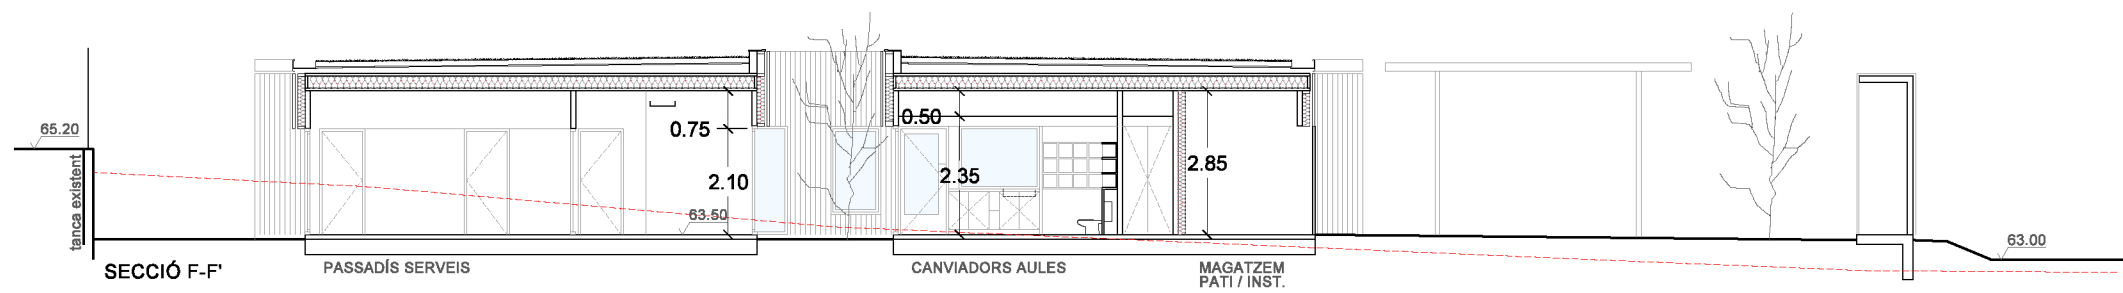 65.20
tanca existent
SECCIÓ F-F'
PASSADÍS SERVEIS
0.75
2.10
63.50
0.50
2.35
2.85
CANVIADORS AULES
MAGATZEM
PATI / INST.
63.00